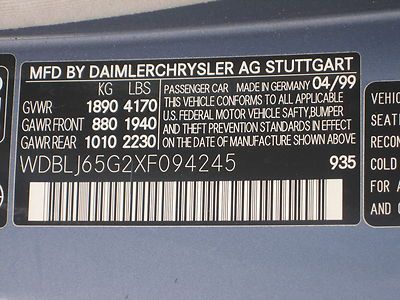 MFD BY DAIMLERCHRYSLER AG STUTTGART
KG LBS
GVWR 1890 4170
GAWR FRONT 880 1940
GAWR REAR 1010 2230
PASSENGER CAR MADE IN GERMANY 04/99
THIS VEHICLE CONFORMS TO ALL APPLICABLE
U.S. FEDERAL MOTOR VEHICLE SAFTY,BUMPER
AND THEFT PREVENTION STANDARDS IN EFFECT
ON THE DATE OF MANUFACTURE SHOWN ABOVE
WDBLJ65G2XF094245 935
VEHIC
SEATI
RE
COLD
FOR A
AND C